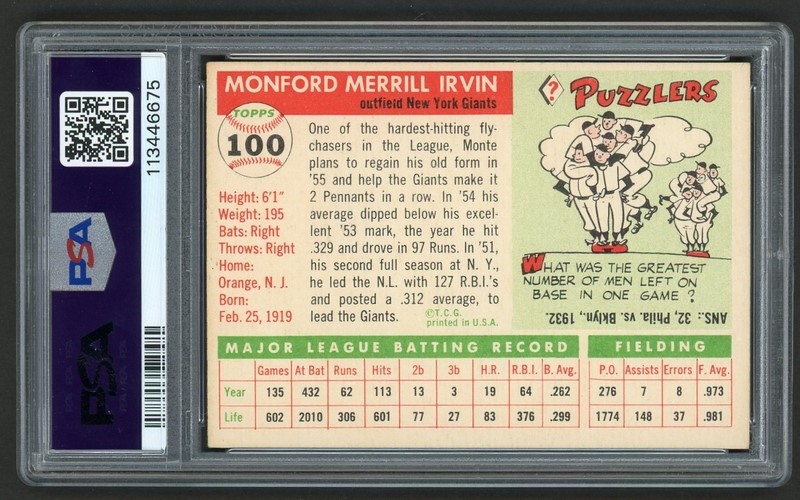 113446675
PSA
PSA
MONFORD MERRILL IRVIN
outfield New York Giants
TOPPS
100
One of the hardest-hitting fly-
chasers in the League, Monte
plans to regain his old form in
'55 and help the Giants make it
2 Pennants in a row. In '54 his
average dipped below his excel-
lent '53 mark, the year he hit
.329 and drove in 97 Runs. In '51,
his second full season at N. Y.,
he led the N.L. with 127 R.B.I.'s
and posted a .312 average, to
lead the Giants.
©T.C.G.
printed in U.S.A.
Height: 6'1"
Weight: 195
Bats: Right
Throws: Right
Home:
Orange, N. J.
Born:
Feb. 25, 1919
? PUZZLERS
WHAT WAS THE GREATEST
NUMBER OF MEN LEFT ON
BASE IN ONE GAME?
ANS.: 32, Phila. vs. Bklyn., 1932.
MAJOR LEAGUE BATTING RECORD FIELDING
Games At Bat Runs Hits 2b 3b H.R. R.B.I. B. Avg. P.O. Assists Errors F. Avg.
Year 135 432 62 113 13 3 19 64 .262 276 7 8 .973
Life 602 2010 306 601 77 27 83 376 .299 1774 148 37 .981